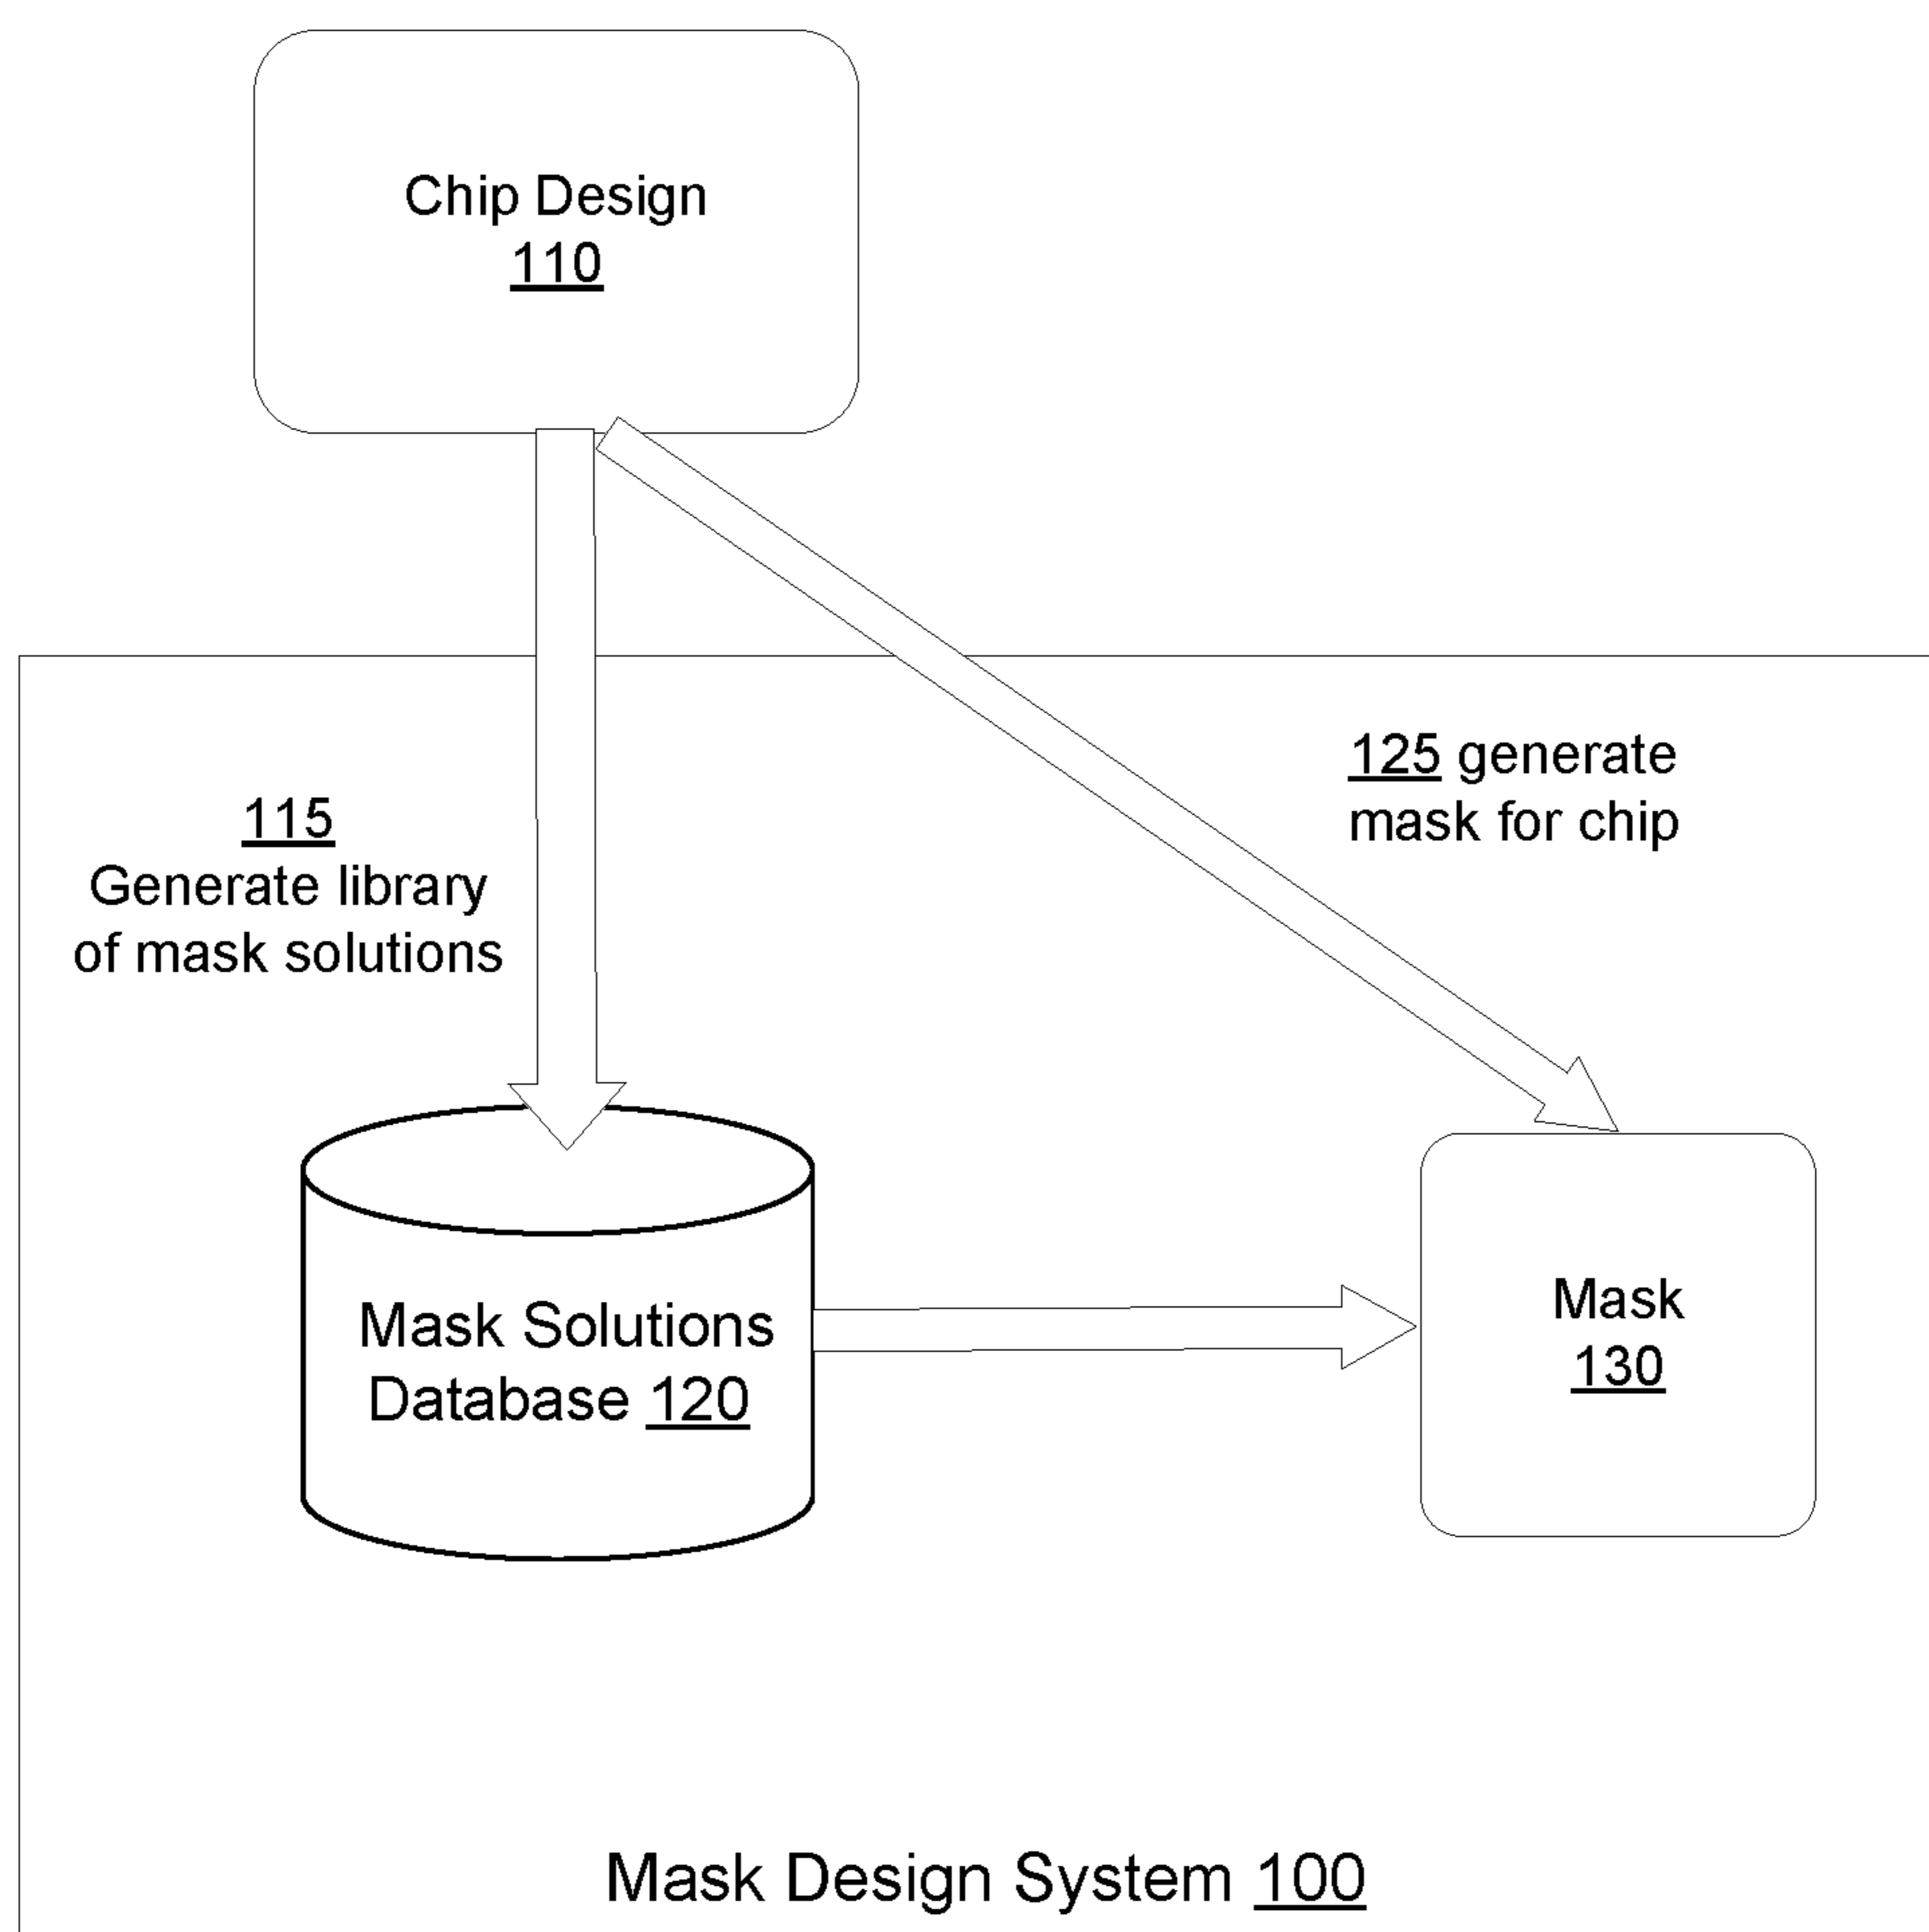 Chip Design
110
125 generate
mask for chip
115
Generate library
of mask solutions
Mask Solutions
Database 120
Mask
130
Mask Design System 100